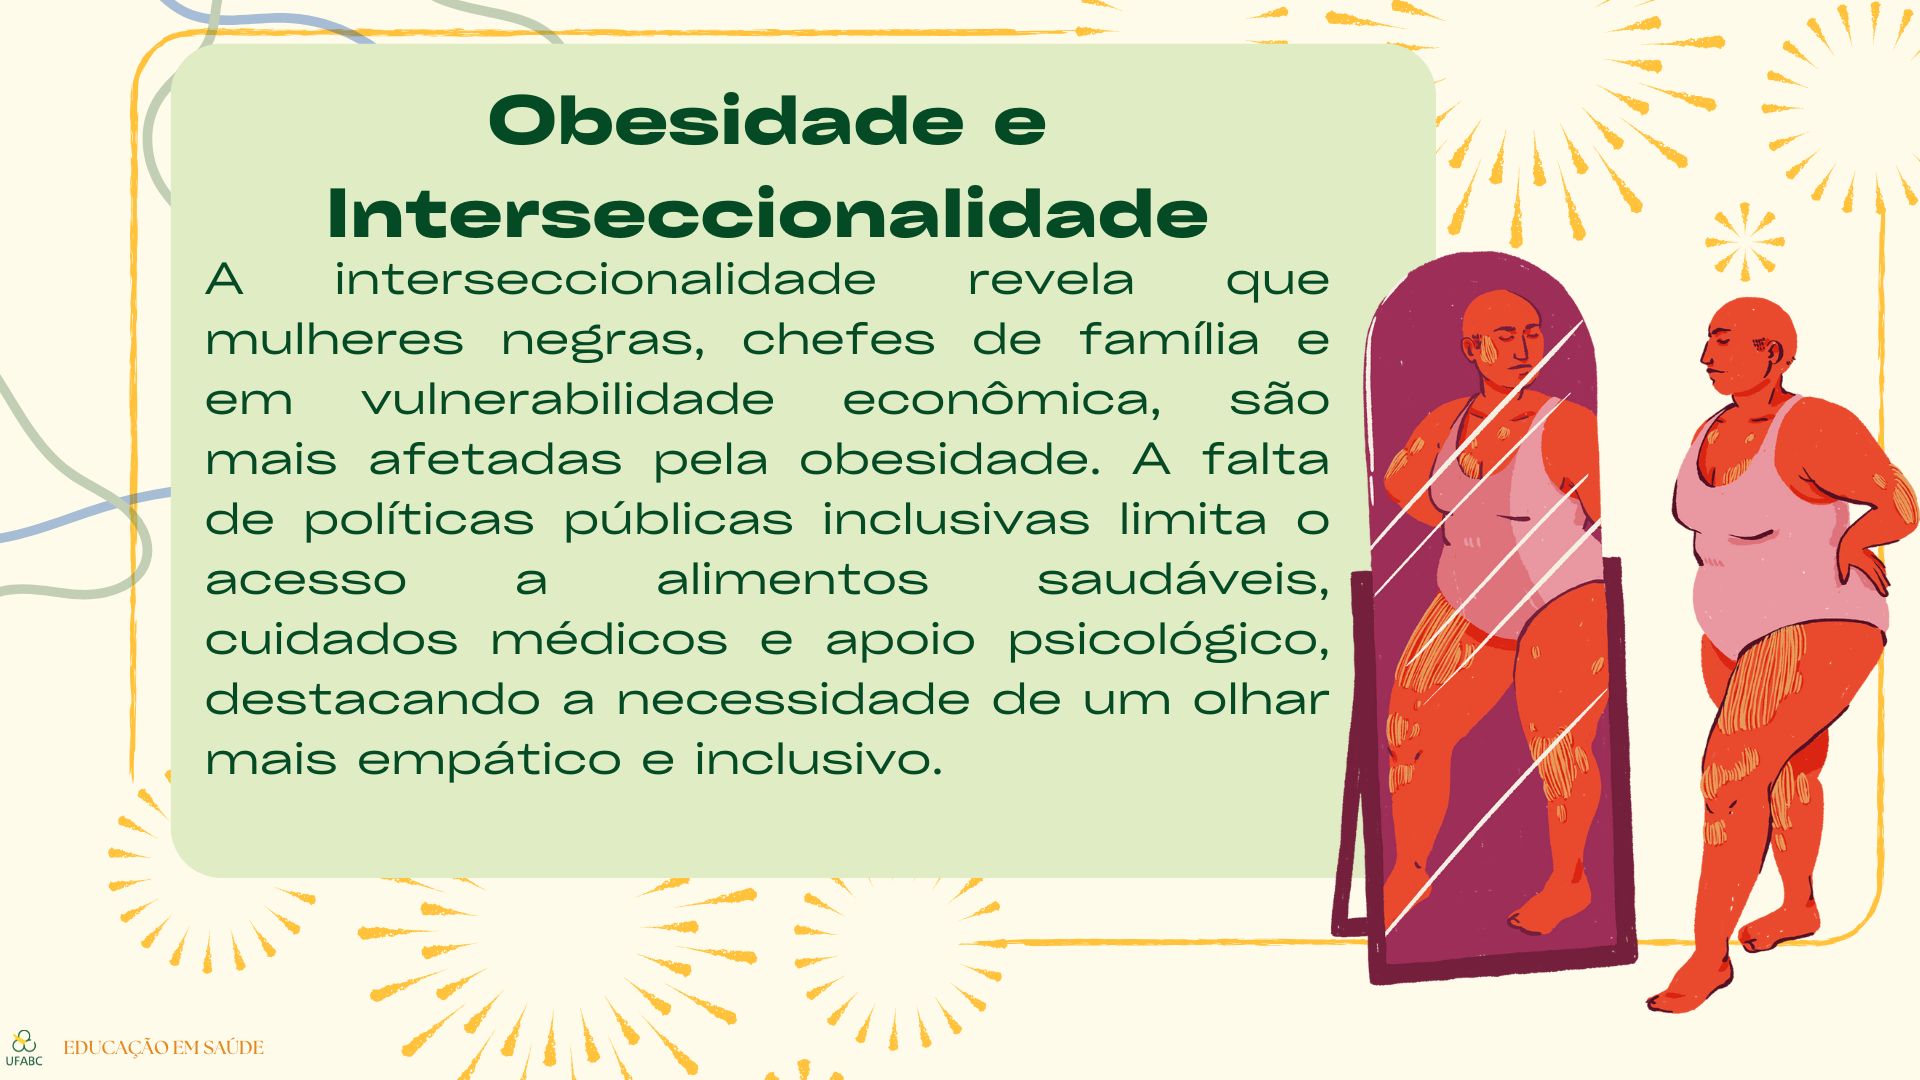 Obesidade e
Interseccionalidade
A interseccionalidade revela que
mulheres negras, chefes de família e
em vulnerabilidade econômica, são
mais afetadas pela obesidade. A falta
de políticas públicas inclusivas limita o
acesso a alimentos saudáveis,
cuidados médicos e apoio psicológico,
destacando a necessidade de um olhar
mais empático e inclusivo.
UFABC
EDUCAÇÃO EM SAÚDE